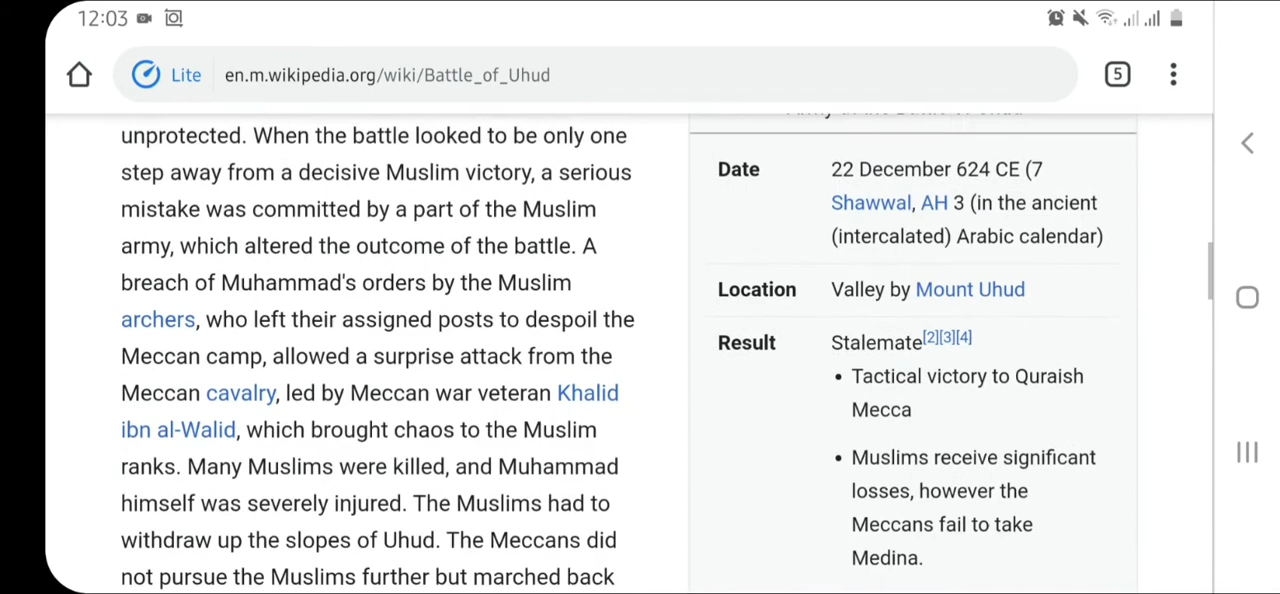 12:03
Lite en.m.wikipedia.org/wiki/Battle_of_Uhud 5
unprotected. When the battle looked to be only one
step away from a decisive Muslim victory, a serious
mistake was committed by a part of the Muslim
army, which altered the outcome of the battle. A
breach of Muhammad's orders by the Muslim
archers, who left their assigned posts to despoil the
Meccan camp, allowed a surprise attack from the
Meccan cavalry, led by Meccan war veteran Khalid
ibn al-Walid, which brought chaos to the Muslim
ranks. Many Muslims were killed, and Muhammad
himself was severely injured. The Muslims had to
withdraw up the slopes of Uhud. The Meccans did
not pursue the Muslims further but marched back
Date 22 December 624 CE (7
Shawwal, AH 3 (in the ancient
(intercalated) Arabic calendar)
Location Valley by Mount Uhud
Result Stalemate[2][3][4]
• Tactical victory to Quraish
Mecca
• Muslims receive significant
losses, however the
Meccans fail to take
Medina.